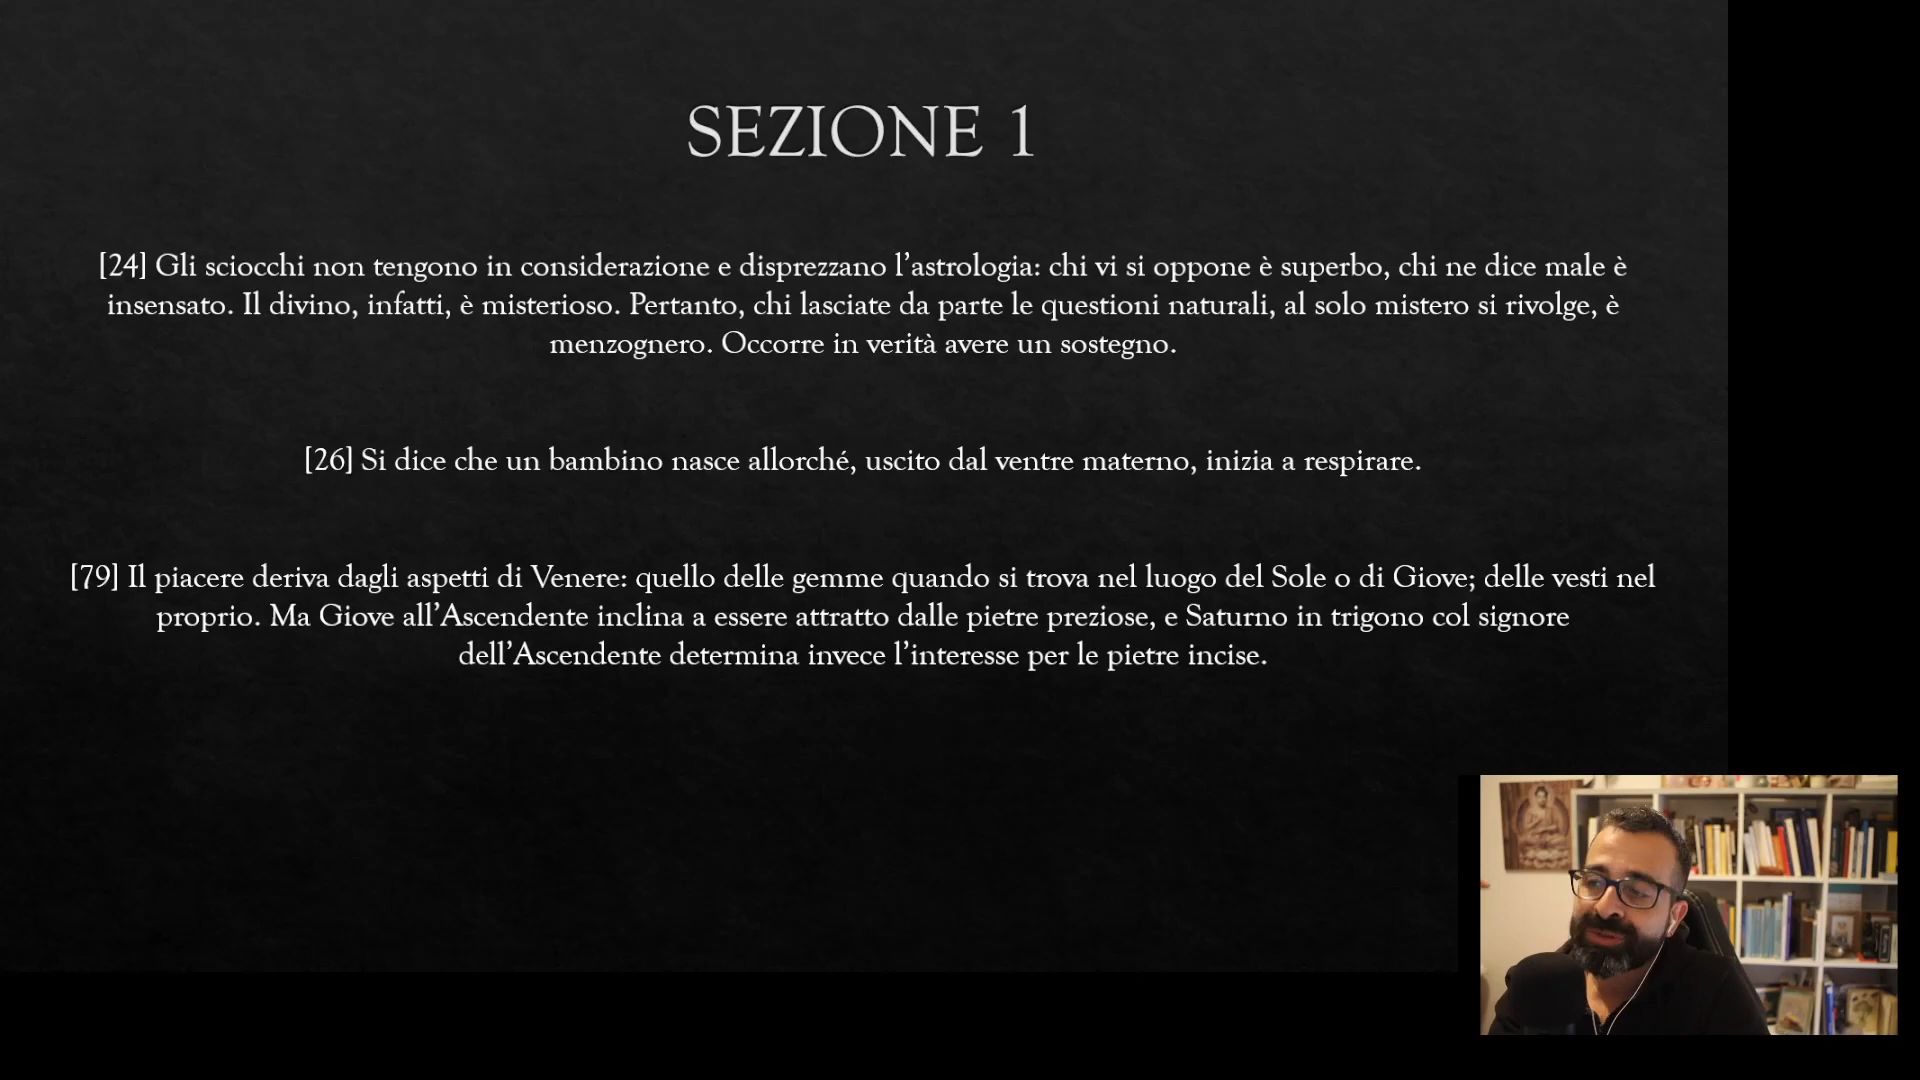 SEZIONE 1
[24] Gli sciocchi non tengono in considerazione e disprezzano l’astrologia: chi vi si oppone è superbo, chi ne dice male è
insensato. Il divino, infatti, è misterioso. Pertanto, chi lasciate da parte le questioni naturali, al solo mistero si rivolge, è
menzognero. Occorre in verità avere un sostegno.
[26] Si dice che un bambino nasce allorché, uscito dal ventre materno, inizia a respirare.
[79] Il piacere deriva dagli aspetti di Venere: quello delle gemme quando si trova nel luogo del Sole o di Giove; delle vesti nel
proprio. Ma Giove all’Ascendente inclina a essere attratto dalle pietre preziose, e Saturno in trigono col signore
dell’Ascendente determina invece l’interesse per le pietre incise.